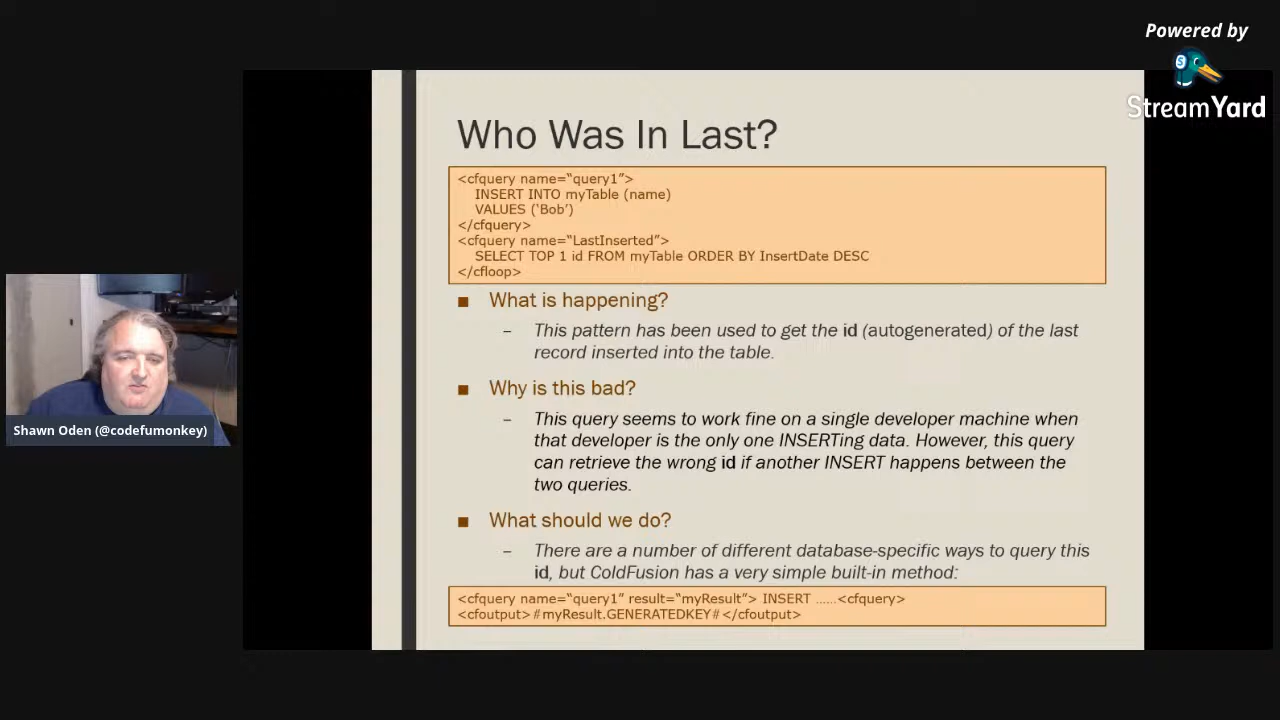 Powered by
StreamYard
Who Was In Last?
<cfquery name=“query1”>
INSERT INTO myTable (name)
VALUES (‘Bob’)
</cfquery>
<cfquery name=“LastInserted”>
SELECT TOP 1 id FROM myTable ORDER BY InsertDate DESC
</cfloop>
■ What is happening?
– This pattern has been used to get the id (autogenerated) of the last
record inserted into the table.
■ Why is this bad?
– This query seems to work fine on a single developer machine when
that developer is the only one INSERTing data. However, this query
can retrieve the wrong id if another INSERT happens between the
two queries.
■ What should we do?
– There are a number of different database-specific ways to query this
id, but ColdFusion has a very simple built-in method:
<cfquery name=“query1” result=“myResult”> INSERT ……<cfquery>
<cfoutput>#myResult.GENERATEDKEY#</cfoutput>
Shawn Oden (@codefumonkey)